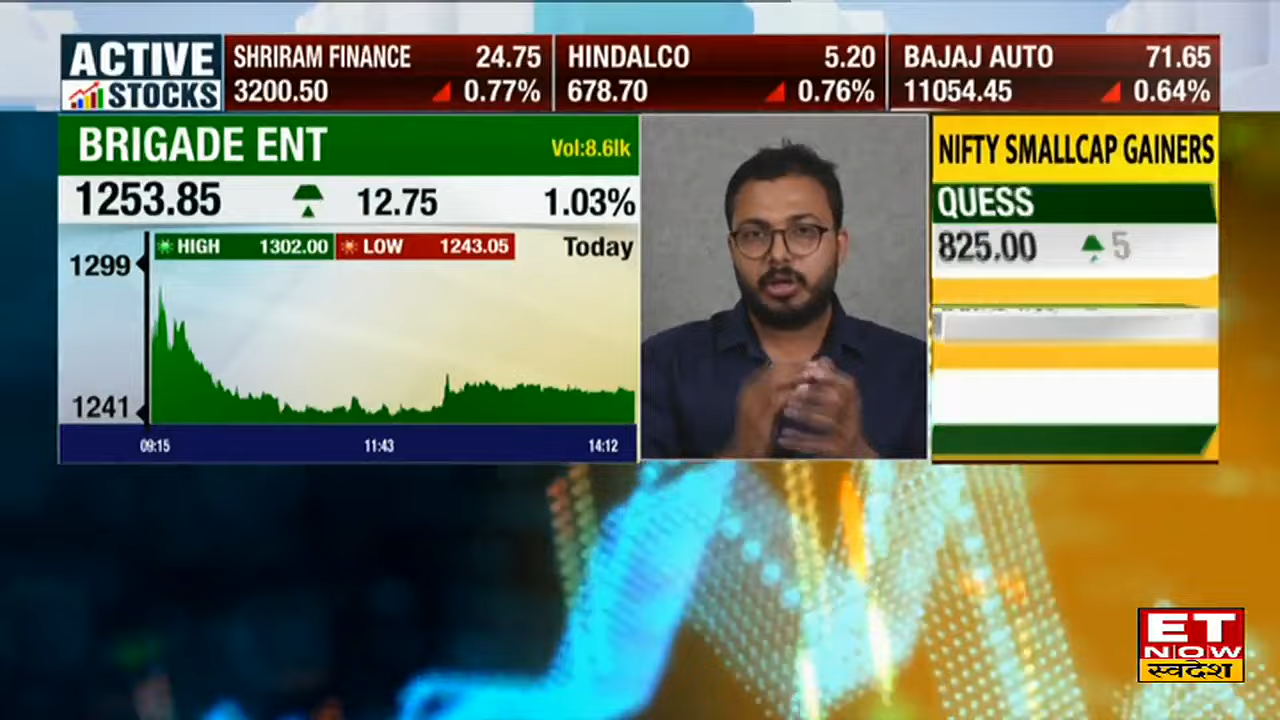 ACTIVE STOCKS
SHRIRAM FINANCE 24.75
3200.50 0.77%
HINDALCO 5.20
678.70 0.76%
BAJAJ AUTO 71.65
11054.45 0.64%
BRIGADE ENT Vol:8.6lk
1253.85 12.75 1.03%
HIGH 1302.00 LOW 1243.05 Today
1299
1241
09:15 11:43 14:12
NIFTY SMALLCAP GAINERS
QUESS
825.00 5
ET
NOW
स्वदेश